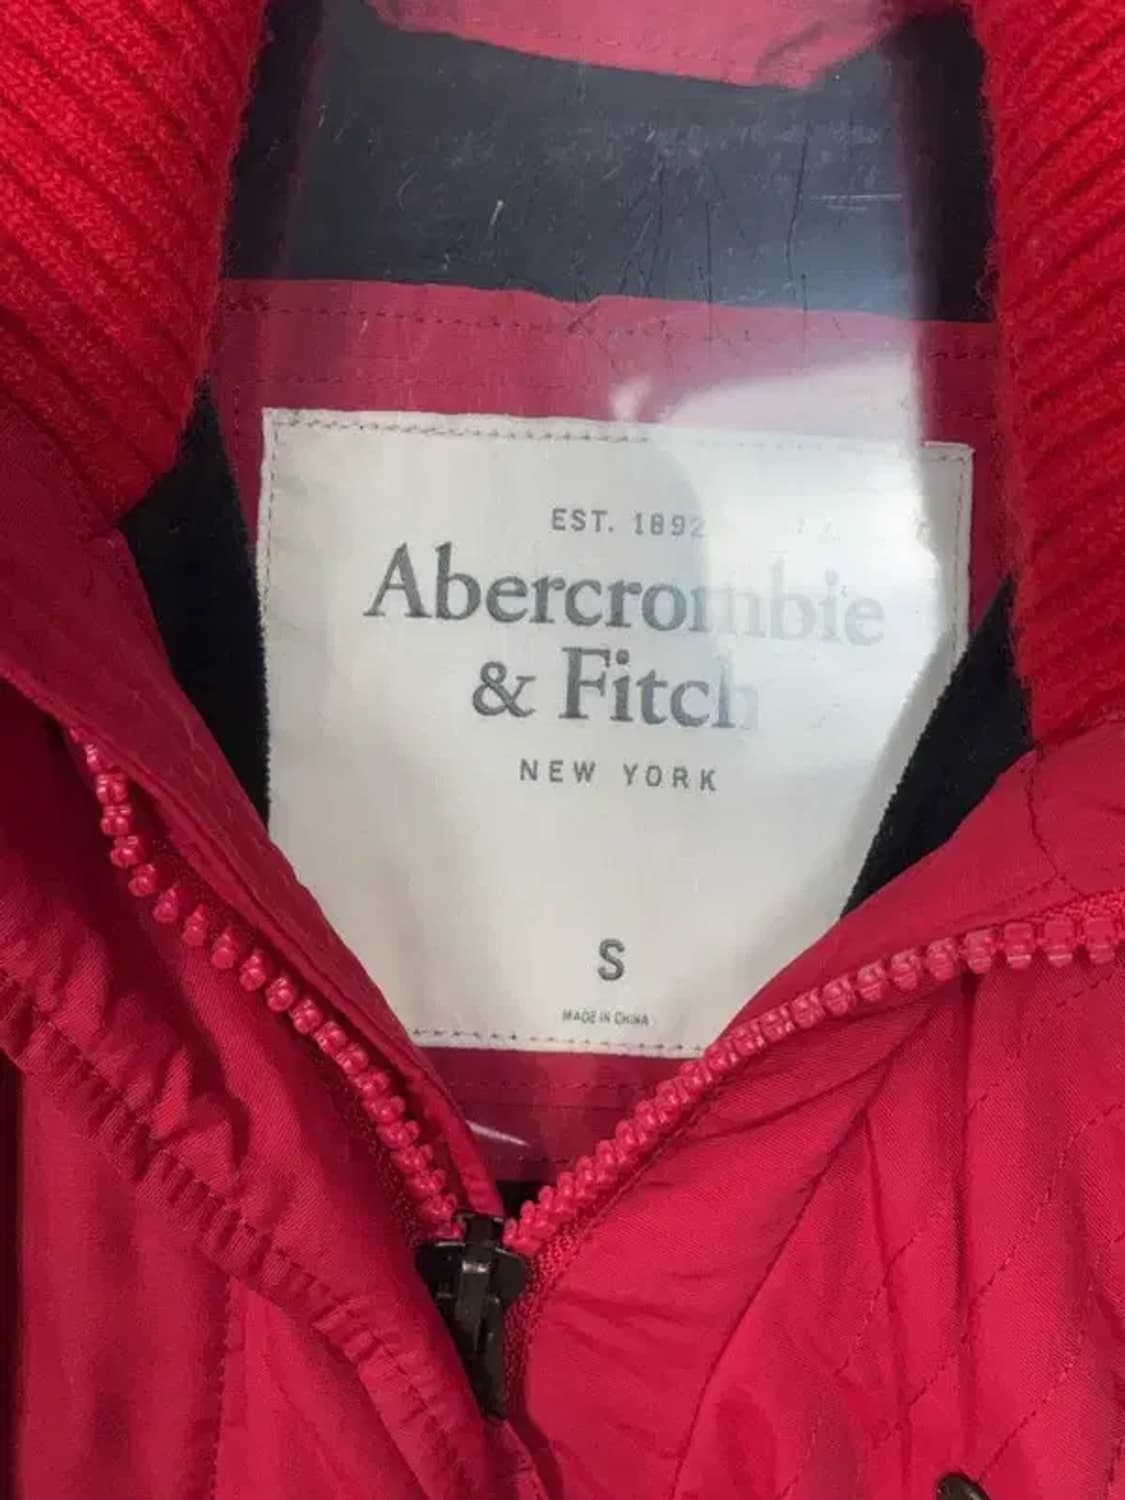 EST. 1892
Abercrombie
& Fitch
NEW YORK
S
MADE IN CHINA